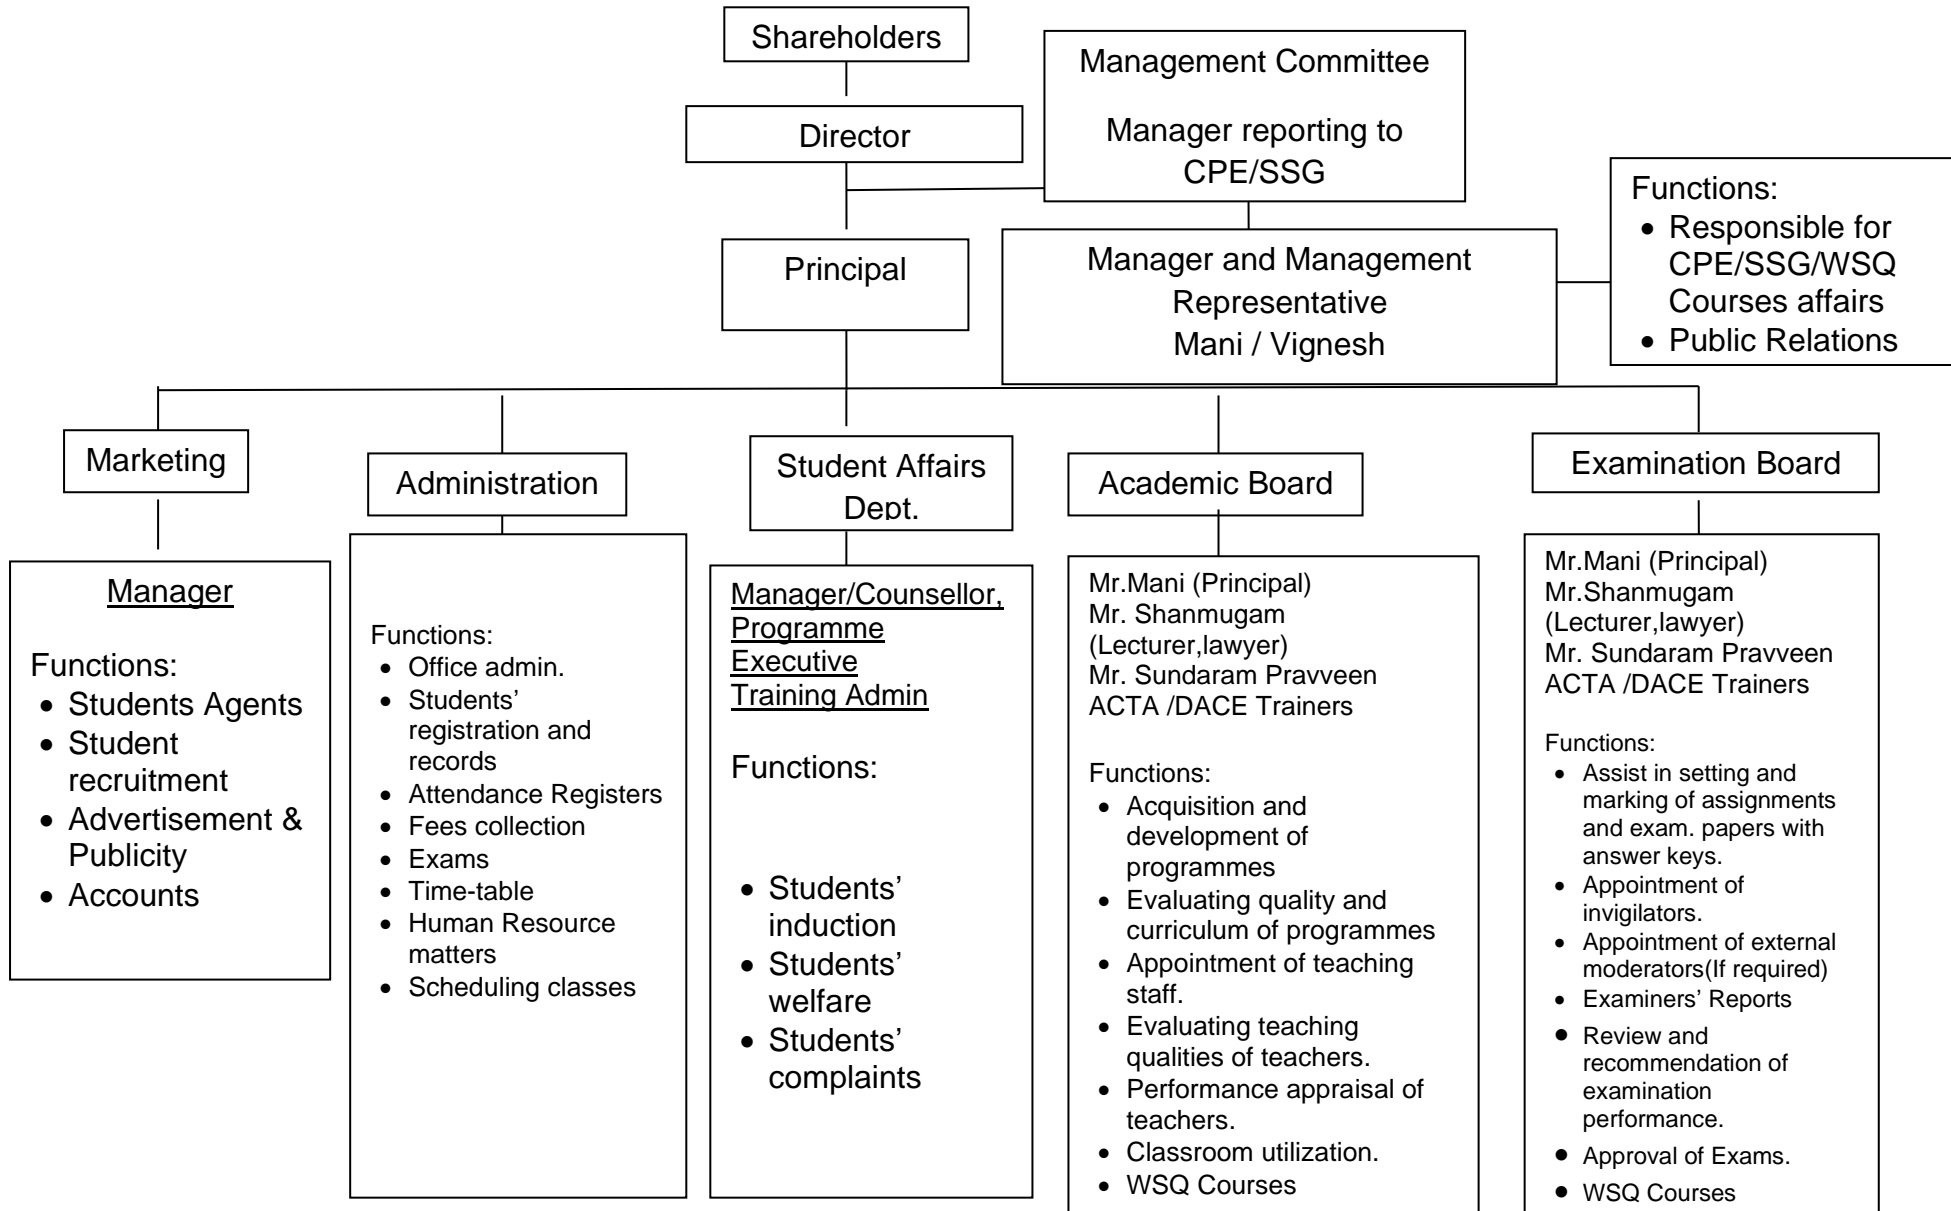 Shareholders
Management Committee
Manager reporting to
CPE/SSG
Director
Functions:
• Responsible for
CPE/SSG/WSQ
Courses affairs
• Public Relations
Principal
Manager and Management
Representative
Mani / Vignesh
Marketing
Administration
Student Affairs
Dept.
Academic Board
Examination Board
Manager
Functions:
• Students Agents
• Student
recruitment
• Advertisement &
Publicity
• Accounts
Functions:
• Office admin.
• Students’
registration and
records
• Attendance Registers
• Fees collection
• Exams
• Time-table
• Human Resource
matters
• Scheduling classes
Manager/Counsellor,
Programme
Executive
Training Admin
Functions:
• Students’
induction
• Students’
welfare
• Students’
complaints
Mr.Mani (Principal)
Mr. Shanmugam
(Lecturer,lawyer)
Mr. Sundaram Pravveen
ACTA /DACE Trainers
Functions:
• Acquisition and
development of
programmes
• Evaluating quality and
curriculum of programmes
• Appointment of teaching
staff.
• Evaluating teaching
qualities of teachers.
• Performance appraisal of
teachers.
• Classroom utilization.
• WSQ Courses
Mr.Mani (Principal)
Mr.Shanmugam
(Lecturer,lawyer)
Mr. Sundaram Pravveen
ACTA /DACE Trainers
Functions:
• Assist in setting and
marking of assignments
and exam. papers with
answer keys.
• Appointment of
invigilators.
• Appointment of external
moderators(If required)
• Examiners’ Reports
• Review and
recommendation of
examination
performance.
• Approval of Exams.
• WSQ Courses